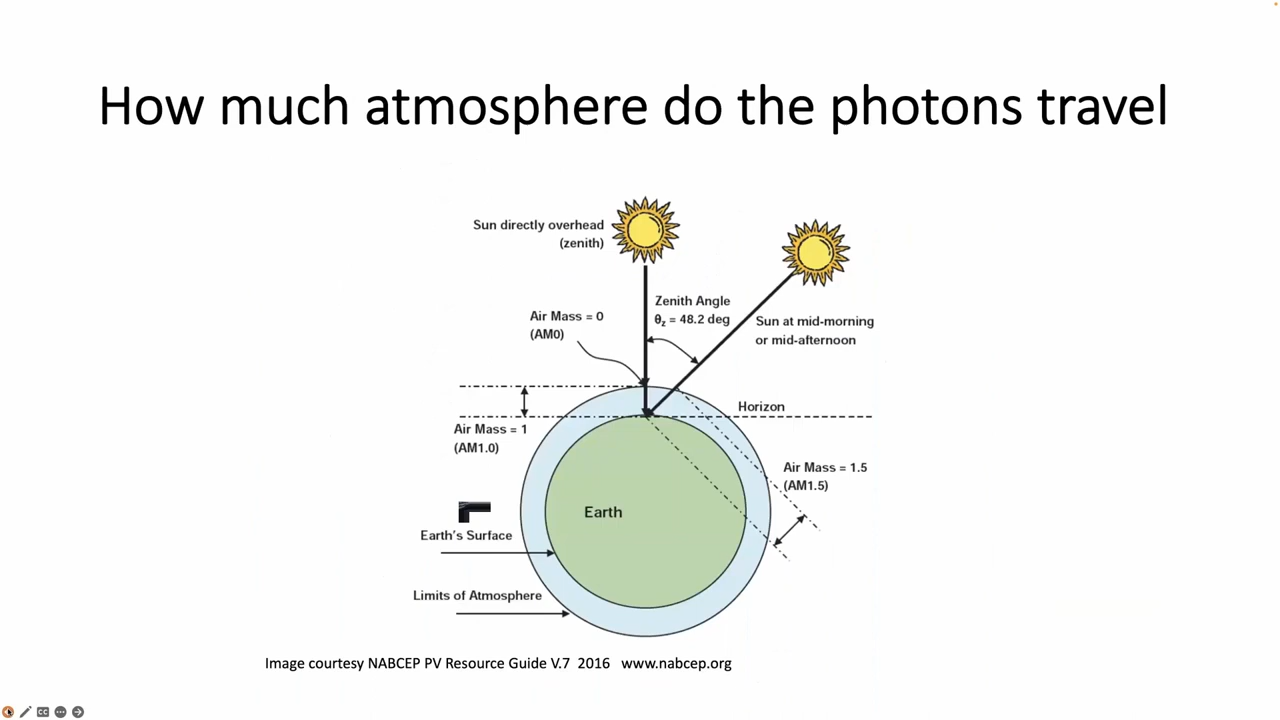 How much atmosphere do the photons travel
Sun directly overhead
(zenith)
Zenith Angle
θz = 48.2 deg
Air Mass = 0
(AM0)
Sun at mid-morning
or mid-afternoon
Horizon
Air Mass = 1
(AM1.0)
Air Mass = 1.5
(AM1.5)
Earth
Earth's Surface
Limits of Atmosphere
Image courtesy NABCEP PV Resource Guide V.7 2016 www.nabcep.org
CC